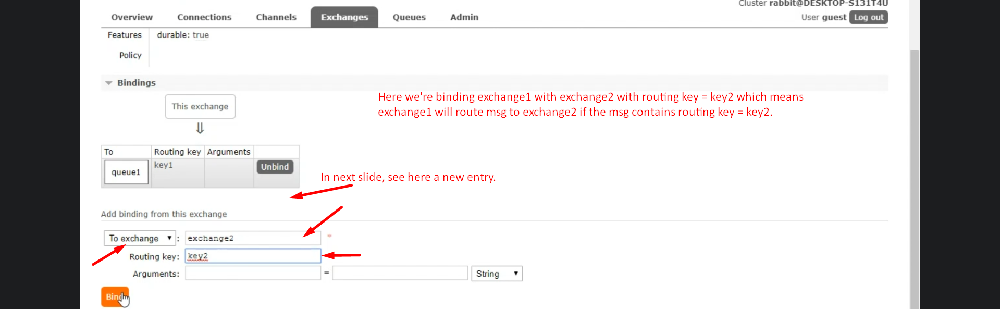 Cluster rabbit@DESKTOP-S131T4U
Overview Connections Channels Exchanges Queues Admin
User guest Log out
Features durable: true
Policy
Bindings
This exchange
⇓
Here we're binding exchange1 with exchange2 with routing key = key2 which means
exchange1 will route msg to exchange2 if the msg contains routing key = key2.
To Routing key Arguments
queue1 key1 Unbind
In next slide, see here a new entry.
Add binding from this exchange
To exchange ▼ : exchange2 *
Routing key: key2
Arguments: = String ▼
Bind